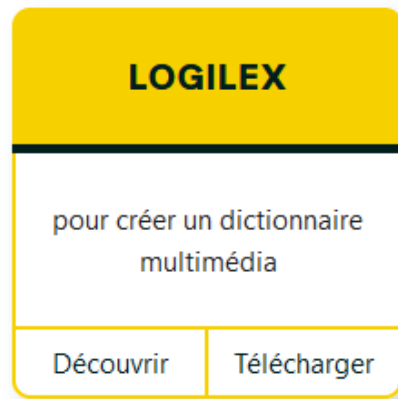 LOGILEX
pour créer un dictionnaire
multimédia
Découvrir
Télécharger